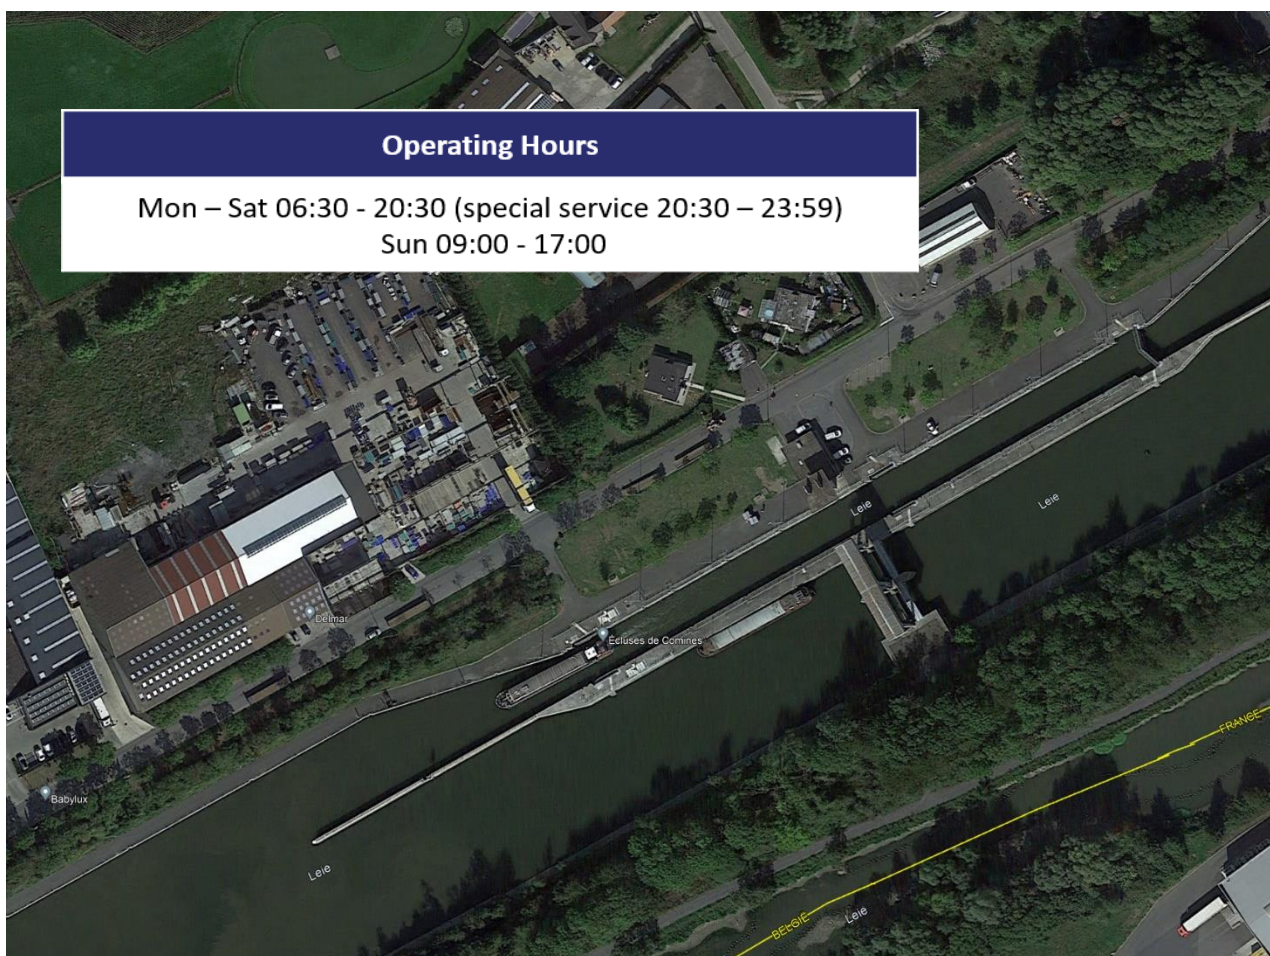 Operating Hours
Mon – Sat 06:30 - 20:30 (special service 20:30 – 23:59)
Sun 09:00 - 17:00
Leie
Leie
Delmar
Écluses de Comines
FRANCE
Babylux
Leie
BELGIË
Leie